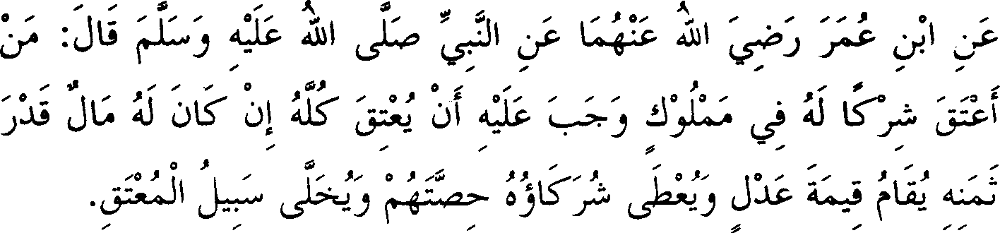 عَنِ ابْنِ عُمَرَ رَضِيَ اللهُ عَنْهُمَا عَنِ النَّبِيِّ صَلَّى اللهُ عَلَيْهِ وَسَلَّمَ قَالَ: مَنْ
أَعْتَقَ شِرْكًا لَهُ فِي مَمْلُوْكٍ وَجَبَ عَلَيْهِ أَنْ يُعْتِقَ كُلَّهُ إِنْ كَانَ لَهُ مَالٌ قَدْرَ
ثَمَنِهِ يُقَامُ قِيمَةَ عَدْلٍ وَيُعْطَى شُرَكَاؤُهُ حِصَّتَهُمْ وَيُخَلَّى سَبِيلُ الْمُعْتَقِ.